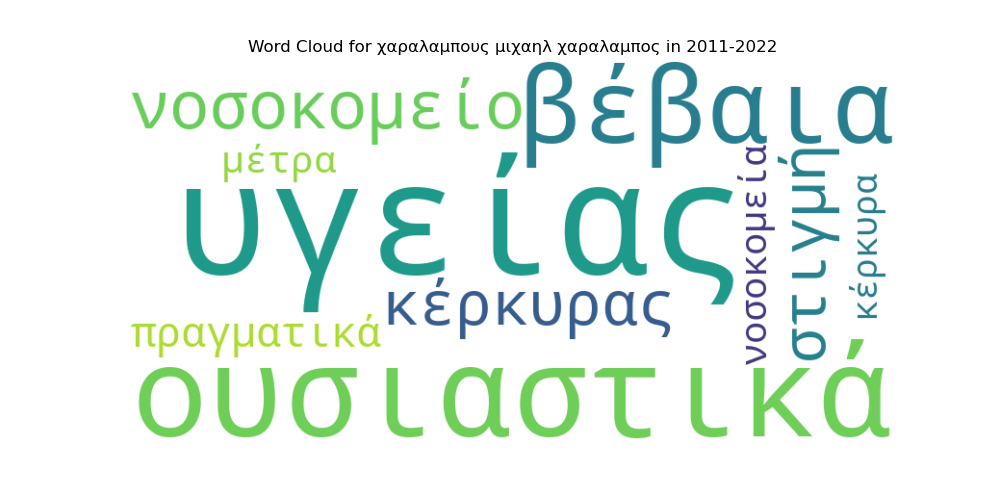 Word Cloud for χαραλαμπους μιχαηλ χαραλαμπος in 2011-2022
νοσοκομείο
βέβαια
μέτρα
υγείας
νοσοκομεία
στιγμή
κέρκυρα
κέρκυρας
πραγματικά
ουσιαστικά